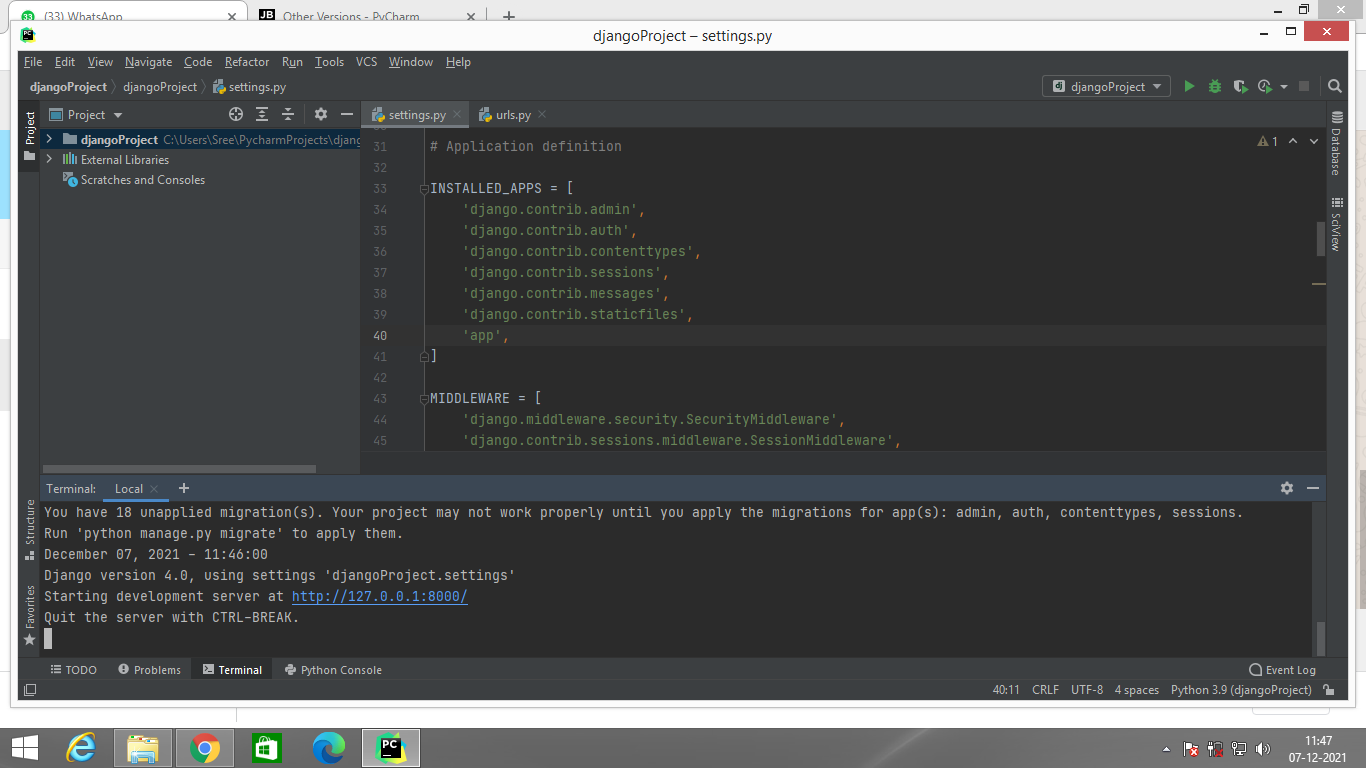 (33) WhatsApp
Other Versions - PyCharm
djangoProject – settings.py
File Edit View Navigate Code Refactor Run Tools VCS Window Help
djangoProject djangoProject settings.py
djangoProject
Project
settings.py
urls.py
Project
djangoProject C:\Users\Sree\PycharmProjects\djang
External Libraries
Scratches and Consoles
31 # Application definition
1
32
33 INSTALLED_APPS = [
34 'django.contrib.admin',
35 'django.contrib.auth',
36 'django.contrib.contenttypes',
37 'django.contrib.sessions',
38 'django.contrib.messages',
39 'django.contrib.staticfiles',
40 'app',
41 ]
42
43 MIDDLEWARE = [
44 'django.middleware.security.SecurityMiddleware',
45 'django.contrib.sessions.middleware.SessionMiddleware',
Database
SciView
Structure
Favorites
Terminal: Local
You have 18 unapplied migration(s). Your project may not work properly until you apply the migrations for app(s): admin, auth, contenttypes, sessions.
Run 'python manage.py migrate' to apply them.
December 07, 2021 - 11:46:00
Django version 4.0, using settings 'djangoProject.settings'
Starting development server at http://127.0.0.1:8000/
Quit the server with CTRL-BREAK.
TODO Problems Terminal Python Console Event Log
40:11 CRLF UTF-8 4 spaces Python 3.9 (djangoProject)
11:47
07-12-2021